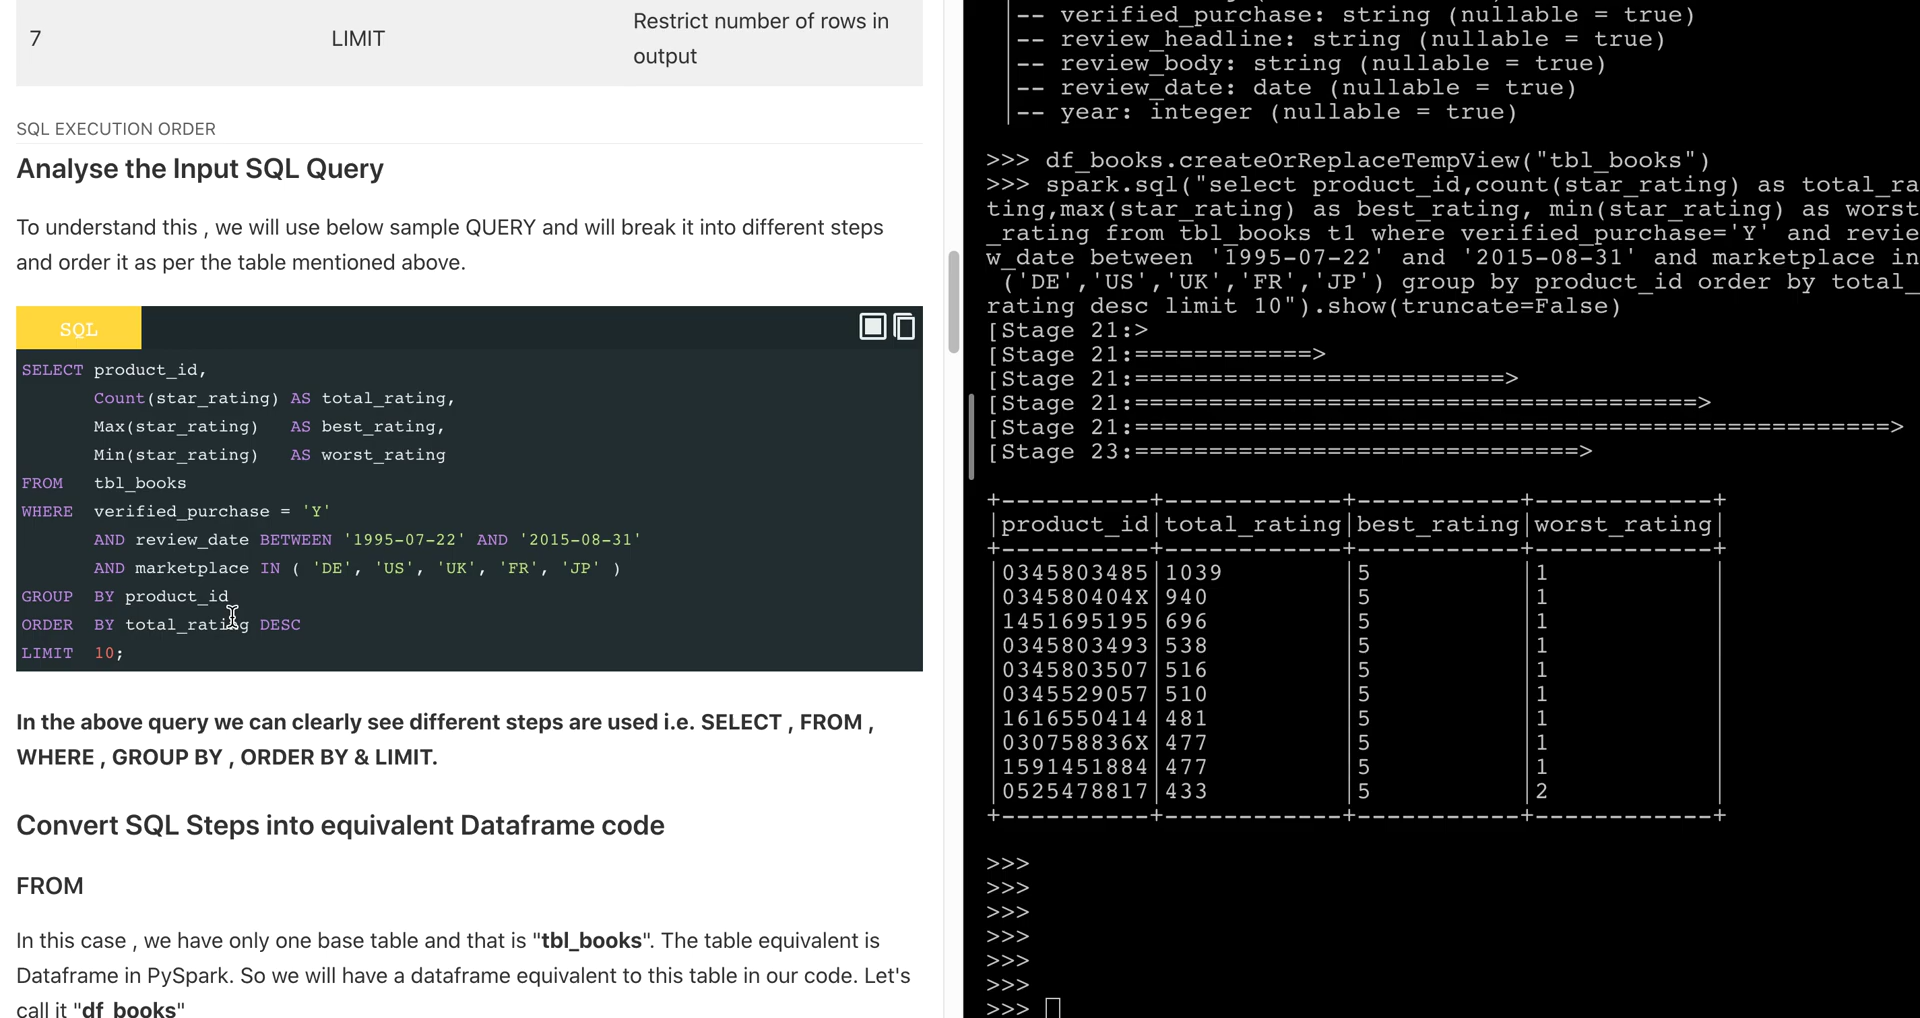 7 LIMIT Restrict number of rows in
output
SQL EXECUTION ORDER
Analyse the Input SQL Query
To understand this , we will use below sample QUERY and will break it into different steps
and order it as per the table mentioned above.
SQL
SELECT product_id,
Count(star_rating) AS total_rating,
Max(star_rating) AS best_rating,
Min(star_rating) AS worst_rating
FROM tbl_books
WHERE verified_purchase = 'Y'
AND review_date BETWEEN '1995-07-22' AND '2015-08-31'
AND marketplace IN ( 'DE', 'US', 'UK', 'FR', 'JP' )
GROUP BY product_id
ORDER BY total_rating DESC
LIMIT 10;
In the above query we can clearly see different steps are used i.e. SELECT , FROM ,
WHERE , GROUP BY , ORDER BY & LIMIT.
Convert SQL Steps into equivalent Dataframe code
FROM
In this case , we have only one base table and that is "tbl_books". The table equivalent is
Dataframe in PySpark. So we will have a dataframe equivalent to this table in our code. Let's
call it "df_books"
|-- verified_purchase: string (nullable = true)
|-- review_headline: string (nullable = true)
|-- review_body: string (nullable = true)
|-- review_date: date (nullable = true)
|-- year: integer (nullable = true)
>>> df_books.createOrReplaceTempView("tbl_books")
>>> spark.sql("select product_id,count(star_rating) as total_ra
ting,max(star_rating) as best_rating, min(star_rating) as worst
_rating from tbl_books t1 where verified_purchase='Y' and revie
w_date between '1995-07-22' and '2015-08-31' and marketplace in
('DE','US','UK','FR','JP') group by product_id order by total_
rating desc limit 10").show(truncate=False)
[Stage 21:>
[Stage 21:============>
[Stage 21:=========================>
[Stage 21:======================================>
[Stage 21:===================================================>
[Stage 23:==============================>
+----------+------------+-----------+------------+
|product_id|total_rating|best_rating|worst_rating|
+----------+------------+-----------+------------+
|0345803485|1039 |5 |1 |
|034580404X|940 |5 |1 |
|1451695195|696 |5 |1 |
|0345803493|538 |5 |1 |
|0345803507|516 |5 |1 |
|0345529057|510 |5 |1 |
|1616550414|481 |5 |1 |
|030758836X|477 |5 |1 |
|1591451884|477 |5 |1 |
|0525478817|433 |5 |2 |
+----------+------------+-----------+------------+
>>>
>>>
>>>
>>>
>>>
>>>
>>>